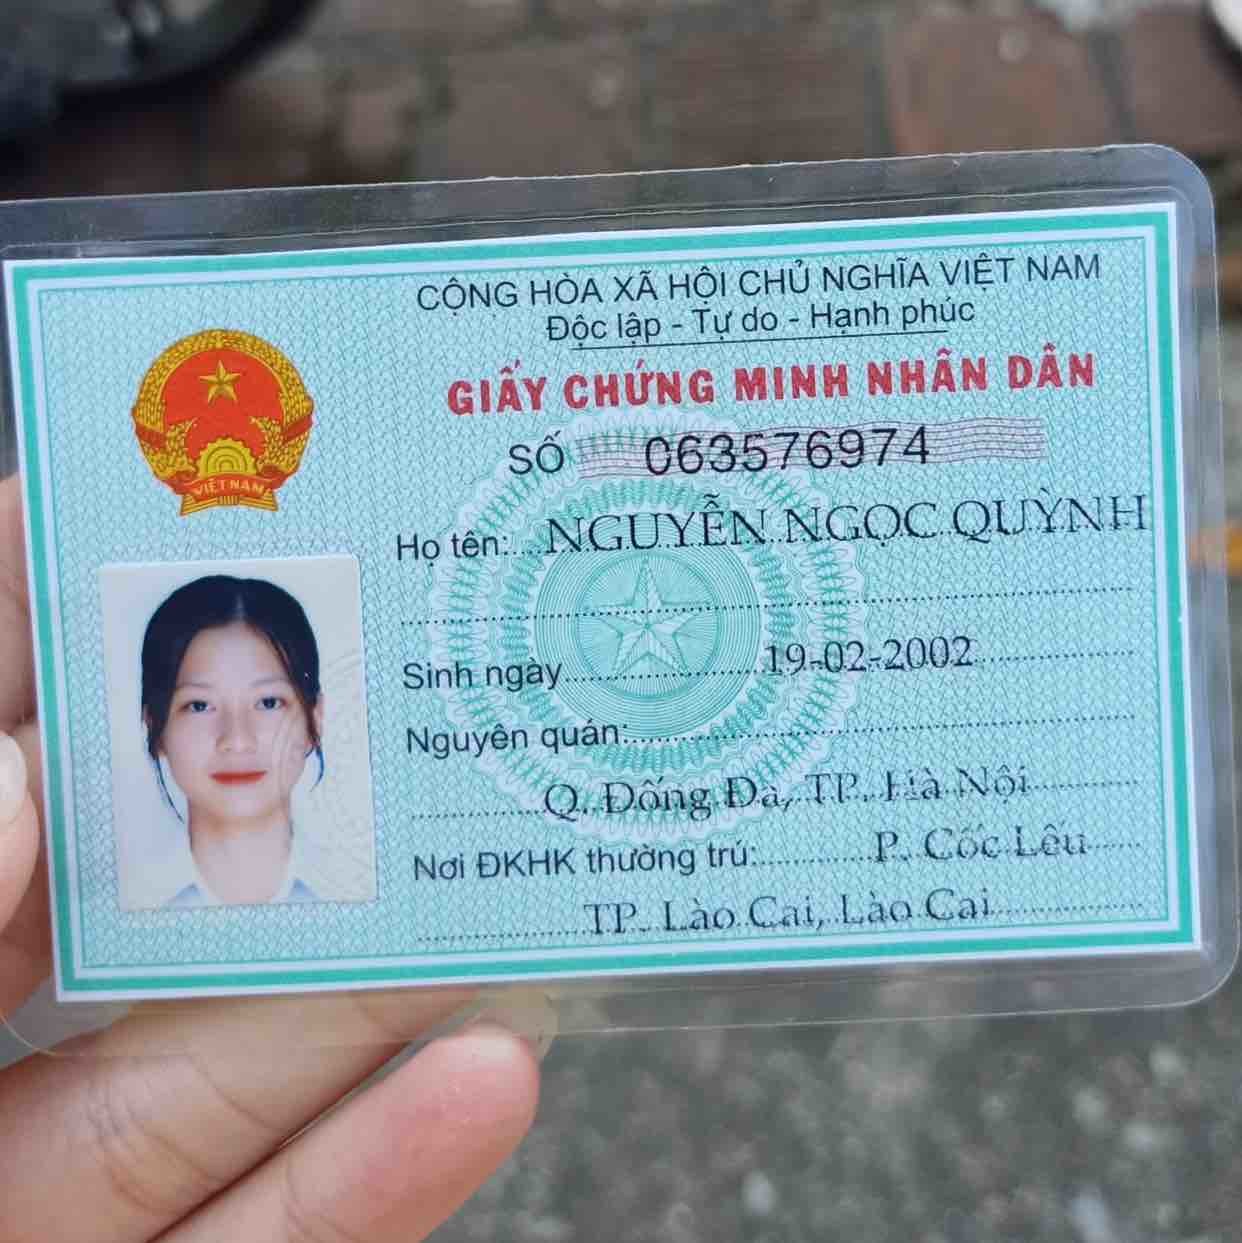 CỘNG HÒA XÃ HỘI CHỦ NGHĨA VIỆT NAM
Độc lập - Tự do - Hạnh phúc
GIẤY CHỨNG MINH NHÂN DÂN
SỐ 063576974
VIỆT NAM
Họ tên: NGUYỄN NGỌC QUỲNH
Sinh ngày 19-02-2002
Nguyên quán:
Q. Đống Đa, TP. Hà Nội
Nơi ĐKHK thường trú: P. Cốc Lếu
TP. Lào Cai, Lào Cai